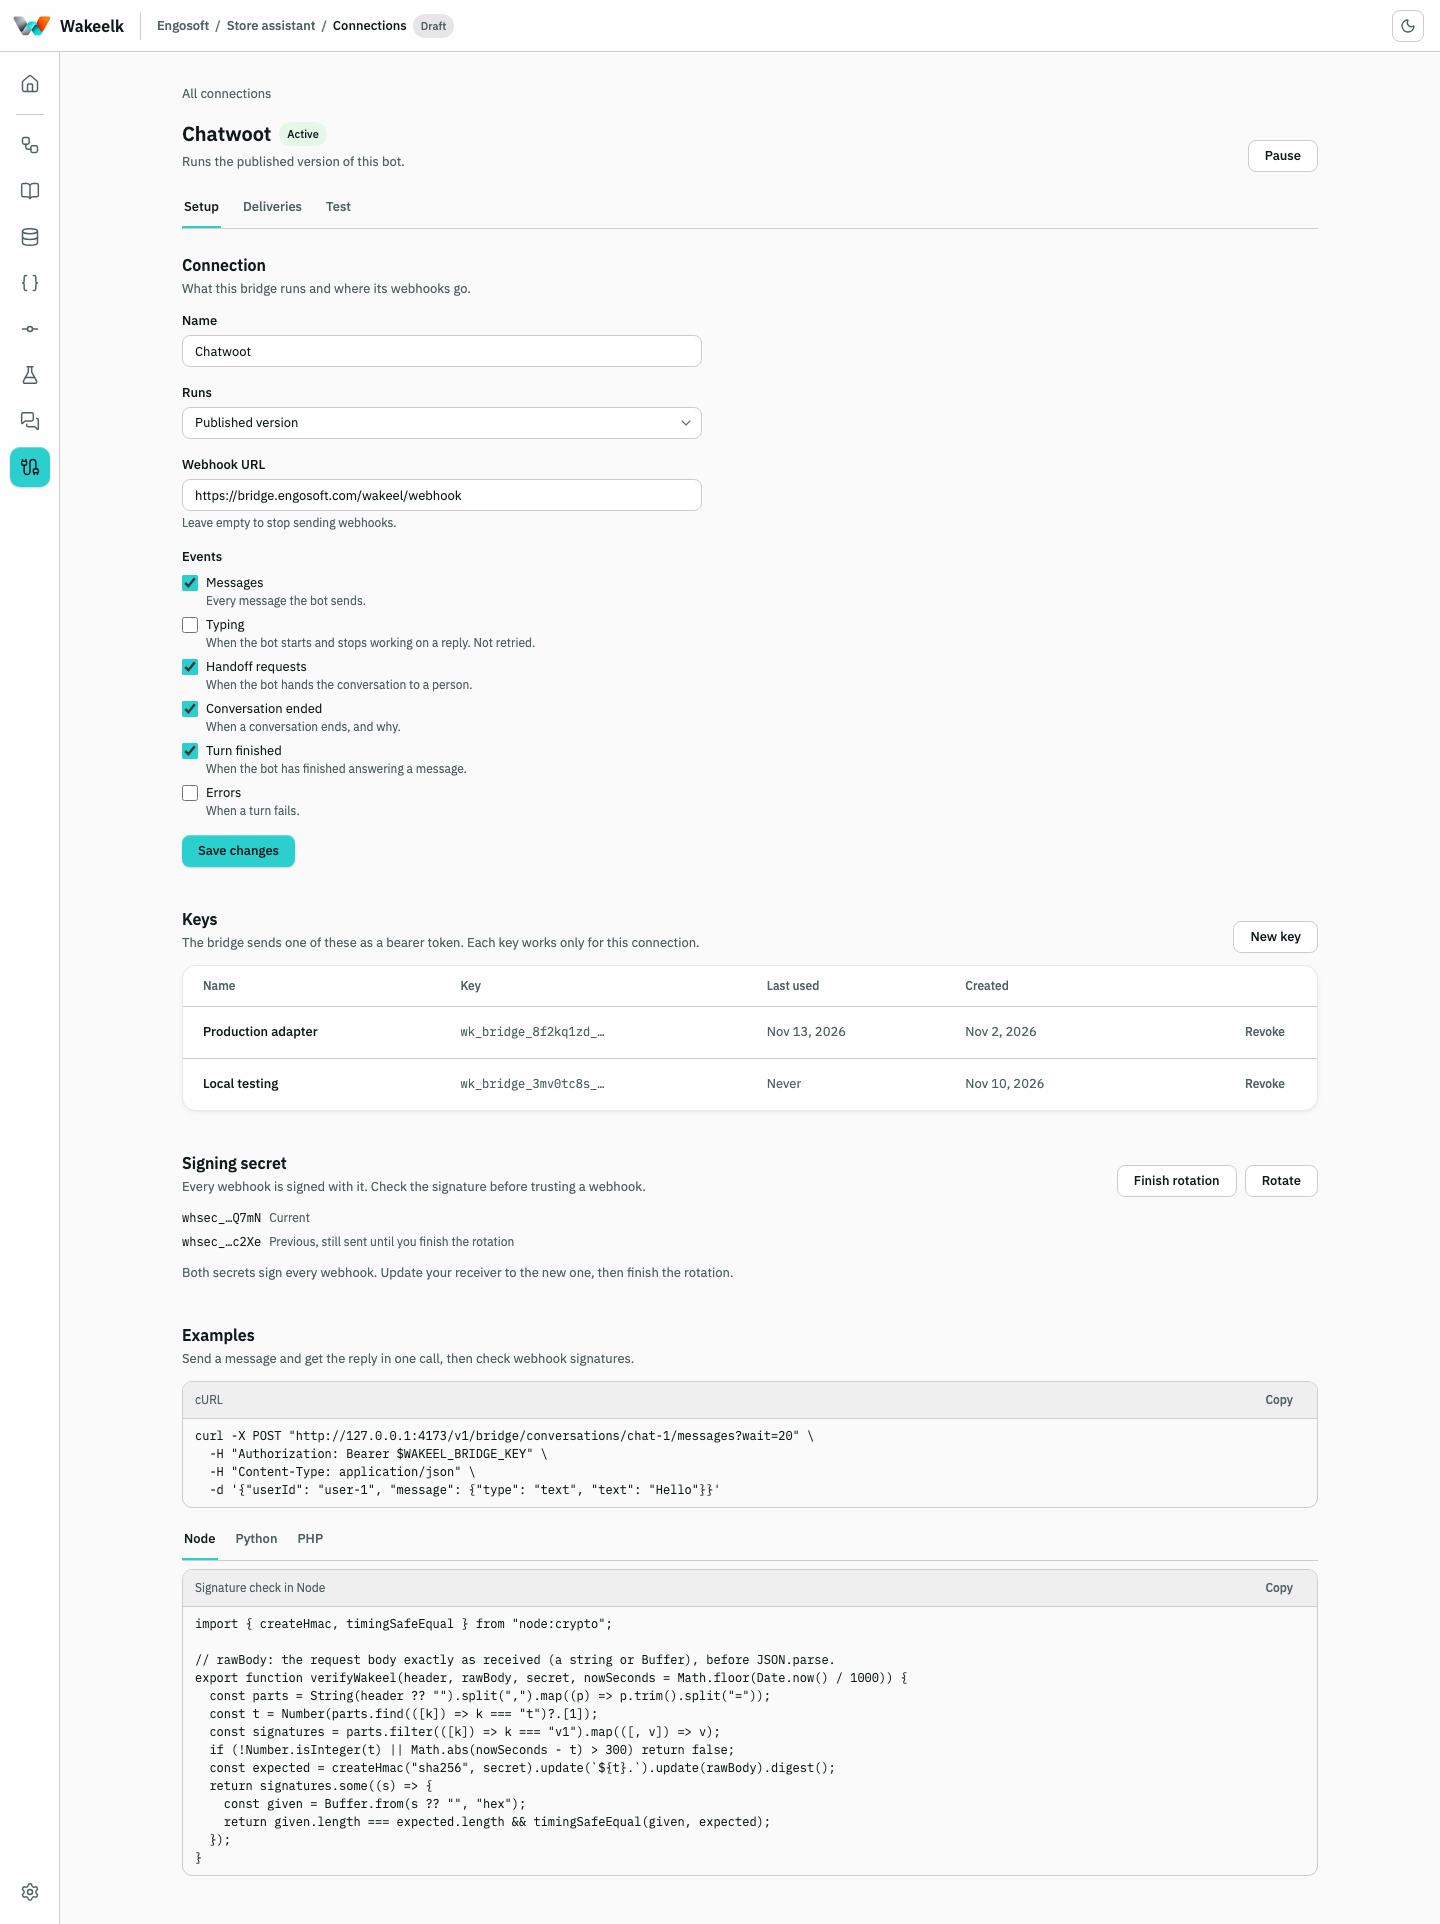 Wakeelk
Engosoft / Store assistant / Connections Draft
All connections
Chatwoot Active
Runs the published version of this bot.
Pause
Setup Deliveries Test
Connection
What this bridge runs and where its webhooks go.
Name
Chatwoot
Runs
Published version
Webhook URL
https://bridge.engosoft.com/wakeel/webhook
Leave empty to stop sending webhooks.
Events
Messages
Every message the bot sends.
Typing
When the bot starts and stops working on a reply. Not retried.
Handoff requests
When the bot hands the conversation to a person.
Conversation ended
When a conversation ends, and why.
Turn finished
When the bot has finished answering a message.
Errors
When a turn fails.
Save changes
Keys
The bridge sends one of these as a bearer token. Each key works only for this connection.
New key
Name Key Last used Created
Production adapter wk_bridge_8f2kq1zd_… Nov 13, 2026 Nov 2, 2026 Revoke
Local testing wk_bridge_3mv0tc8s_… Never Nov 10, 2026 Revoke
Signing secret
Every webhook is signed with it. Check the signature before trusting a webhook.
Finish rotation Rotate
whsec_…Q7mN Current
whsec_…c2Xe Previous, still sent until you finish the rotation
Both secrets sign every webhook. Update your receiver to the new one, then finish the rotation.
Examples
Send a message and get the reply in one call, then check webhook signatures.
cURL Copy
curl -X POST "http://127.0.0.1:4173/v1/bridge/conversations/chat-1/messages?wait=20" \
  -H "Authorization: Bearer $WAKEEL_BRIDGE_KEY" \
  -H "Content-Type: application/json" \
  -d '{"userId": "user-1", "message": {"type": "text", "text": "Hello"}}'
Node Python PHP
Signature check in Node Copy
import { createHmac, timingSafeEqual } from "node:crypto";
// rawBody: the request body exactly as received (a string or Buffer), before JSON.parse.
export function verifyWakeel(header, rawBody, secret, nowSeconds = Math.floor(Date.now() / 1000)) {
  const parts = String(header ?? "").split(",").map((p) => p.trim().split("="));
  const t = Number(parts.find(([k]) => k === "t")?.[1]);
  const signatures = parts.filter(([k]) => k === "v1").map(([, v]) => v);
  if (!Number.isInteger(t) || Math.abs(nowSeconds - t) > 300) return false;
  const expected = createHmac("sha256", secret).update(`${t}.`).update(rawBody).digest();
  return signatures.some((s) => {
    const given = Buffer.from(s ?? "", "hex");
    return given.length === expected.length && timingSafeEqual(given, expected);
  });
}